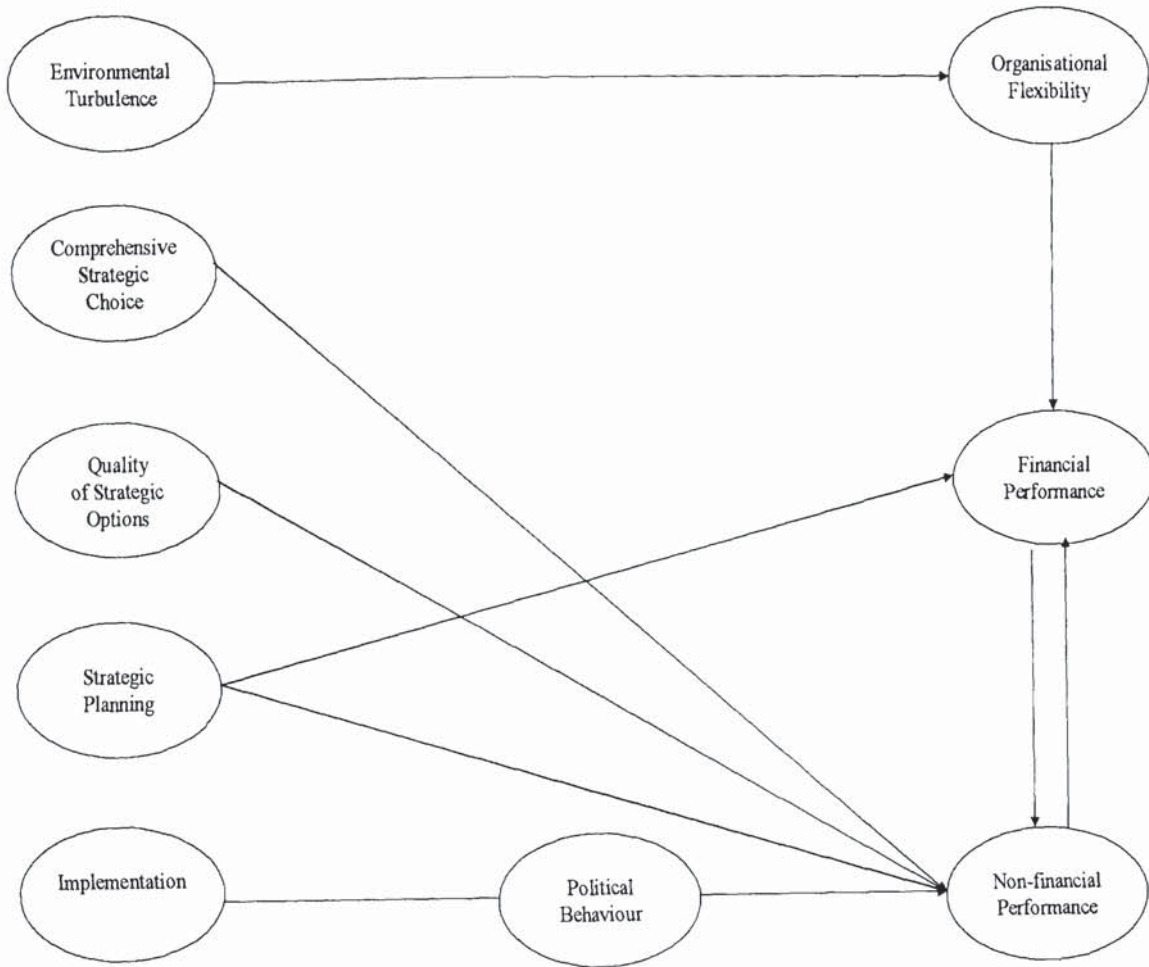 Environmental
Turbulence
Organisational
Flexibility
Comprehensive
Strategic
Choice
Quality
of Strategic
Options
Financial
Performance
Strategic
Planning
Implementation
Political
Behaviour
Non-financial
Performance